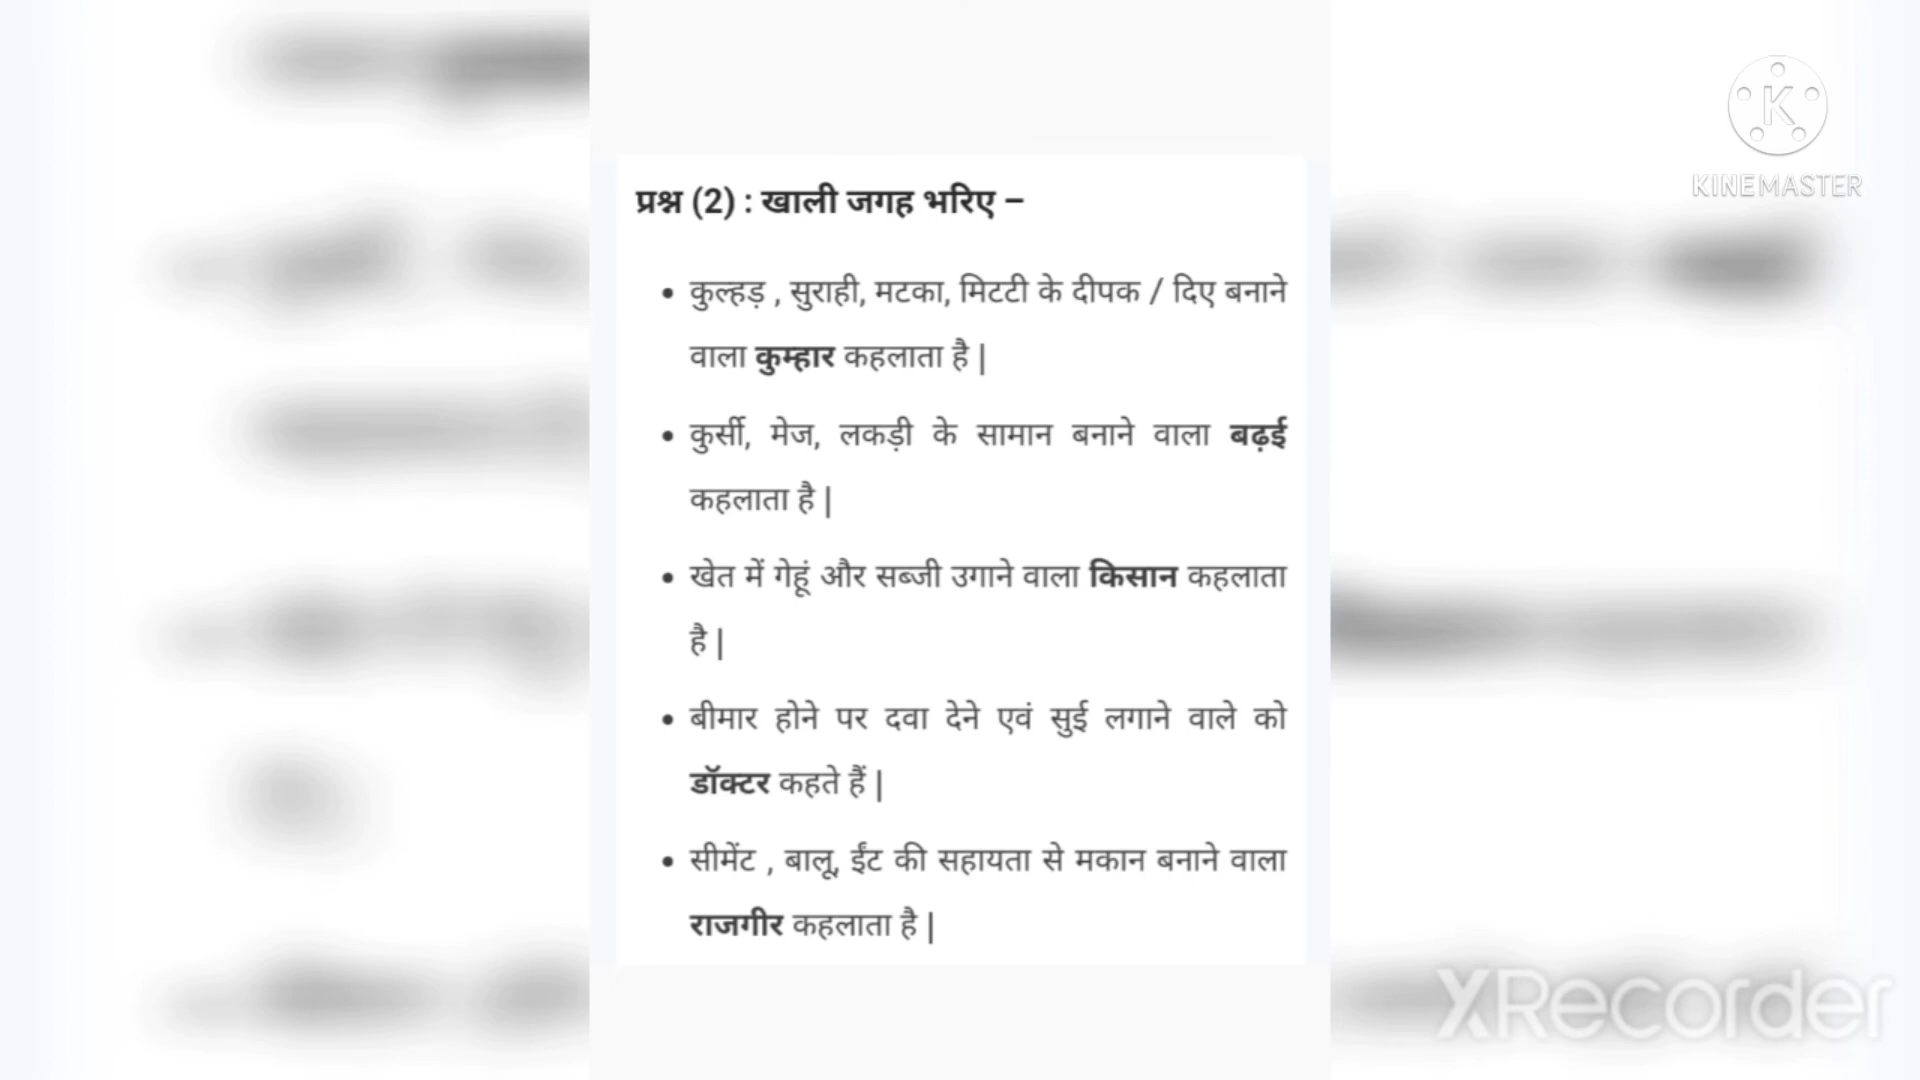 प्रश्न (2) : खाली जगह भरिए –
• कुल्हड़ , सुराही, मटका, मिटटी के दीपक / दिए बनाने
वाला कुम्हार कहलाता है |
• कुर्सी, मेज, लकड़ी के सामान बनाने वाला बढ़ई
कहलाता है |
• खेत में गेहूं और सब्जी उगाने वाला किसान कहलाता
है |
• बीमार होने पर दवा देने एवं सुई लगाने वाले को
डॉक्टर कहते हैं |
• सीमेंट , बालू, ईंट की सहायता से मकान बनाने वाला
राजगीर कहलाता है |
K
KINEMASTER
XRecorder